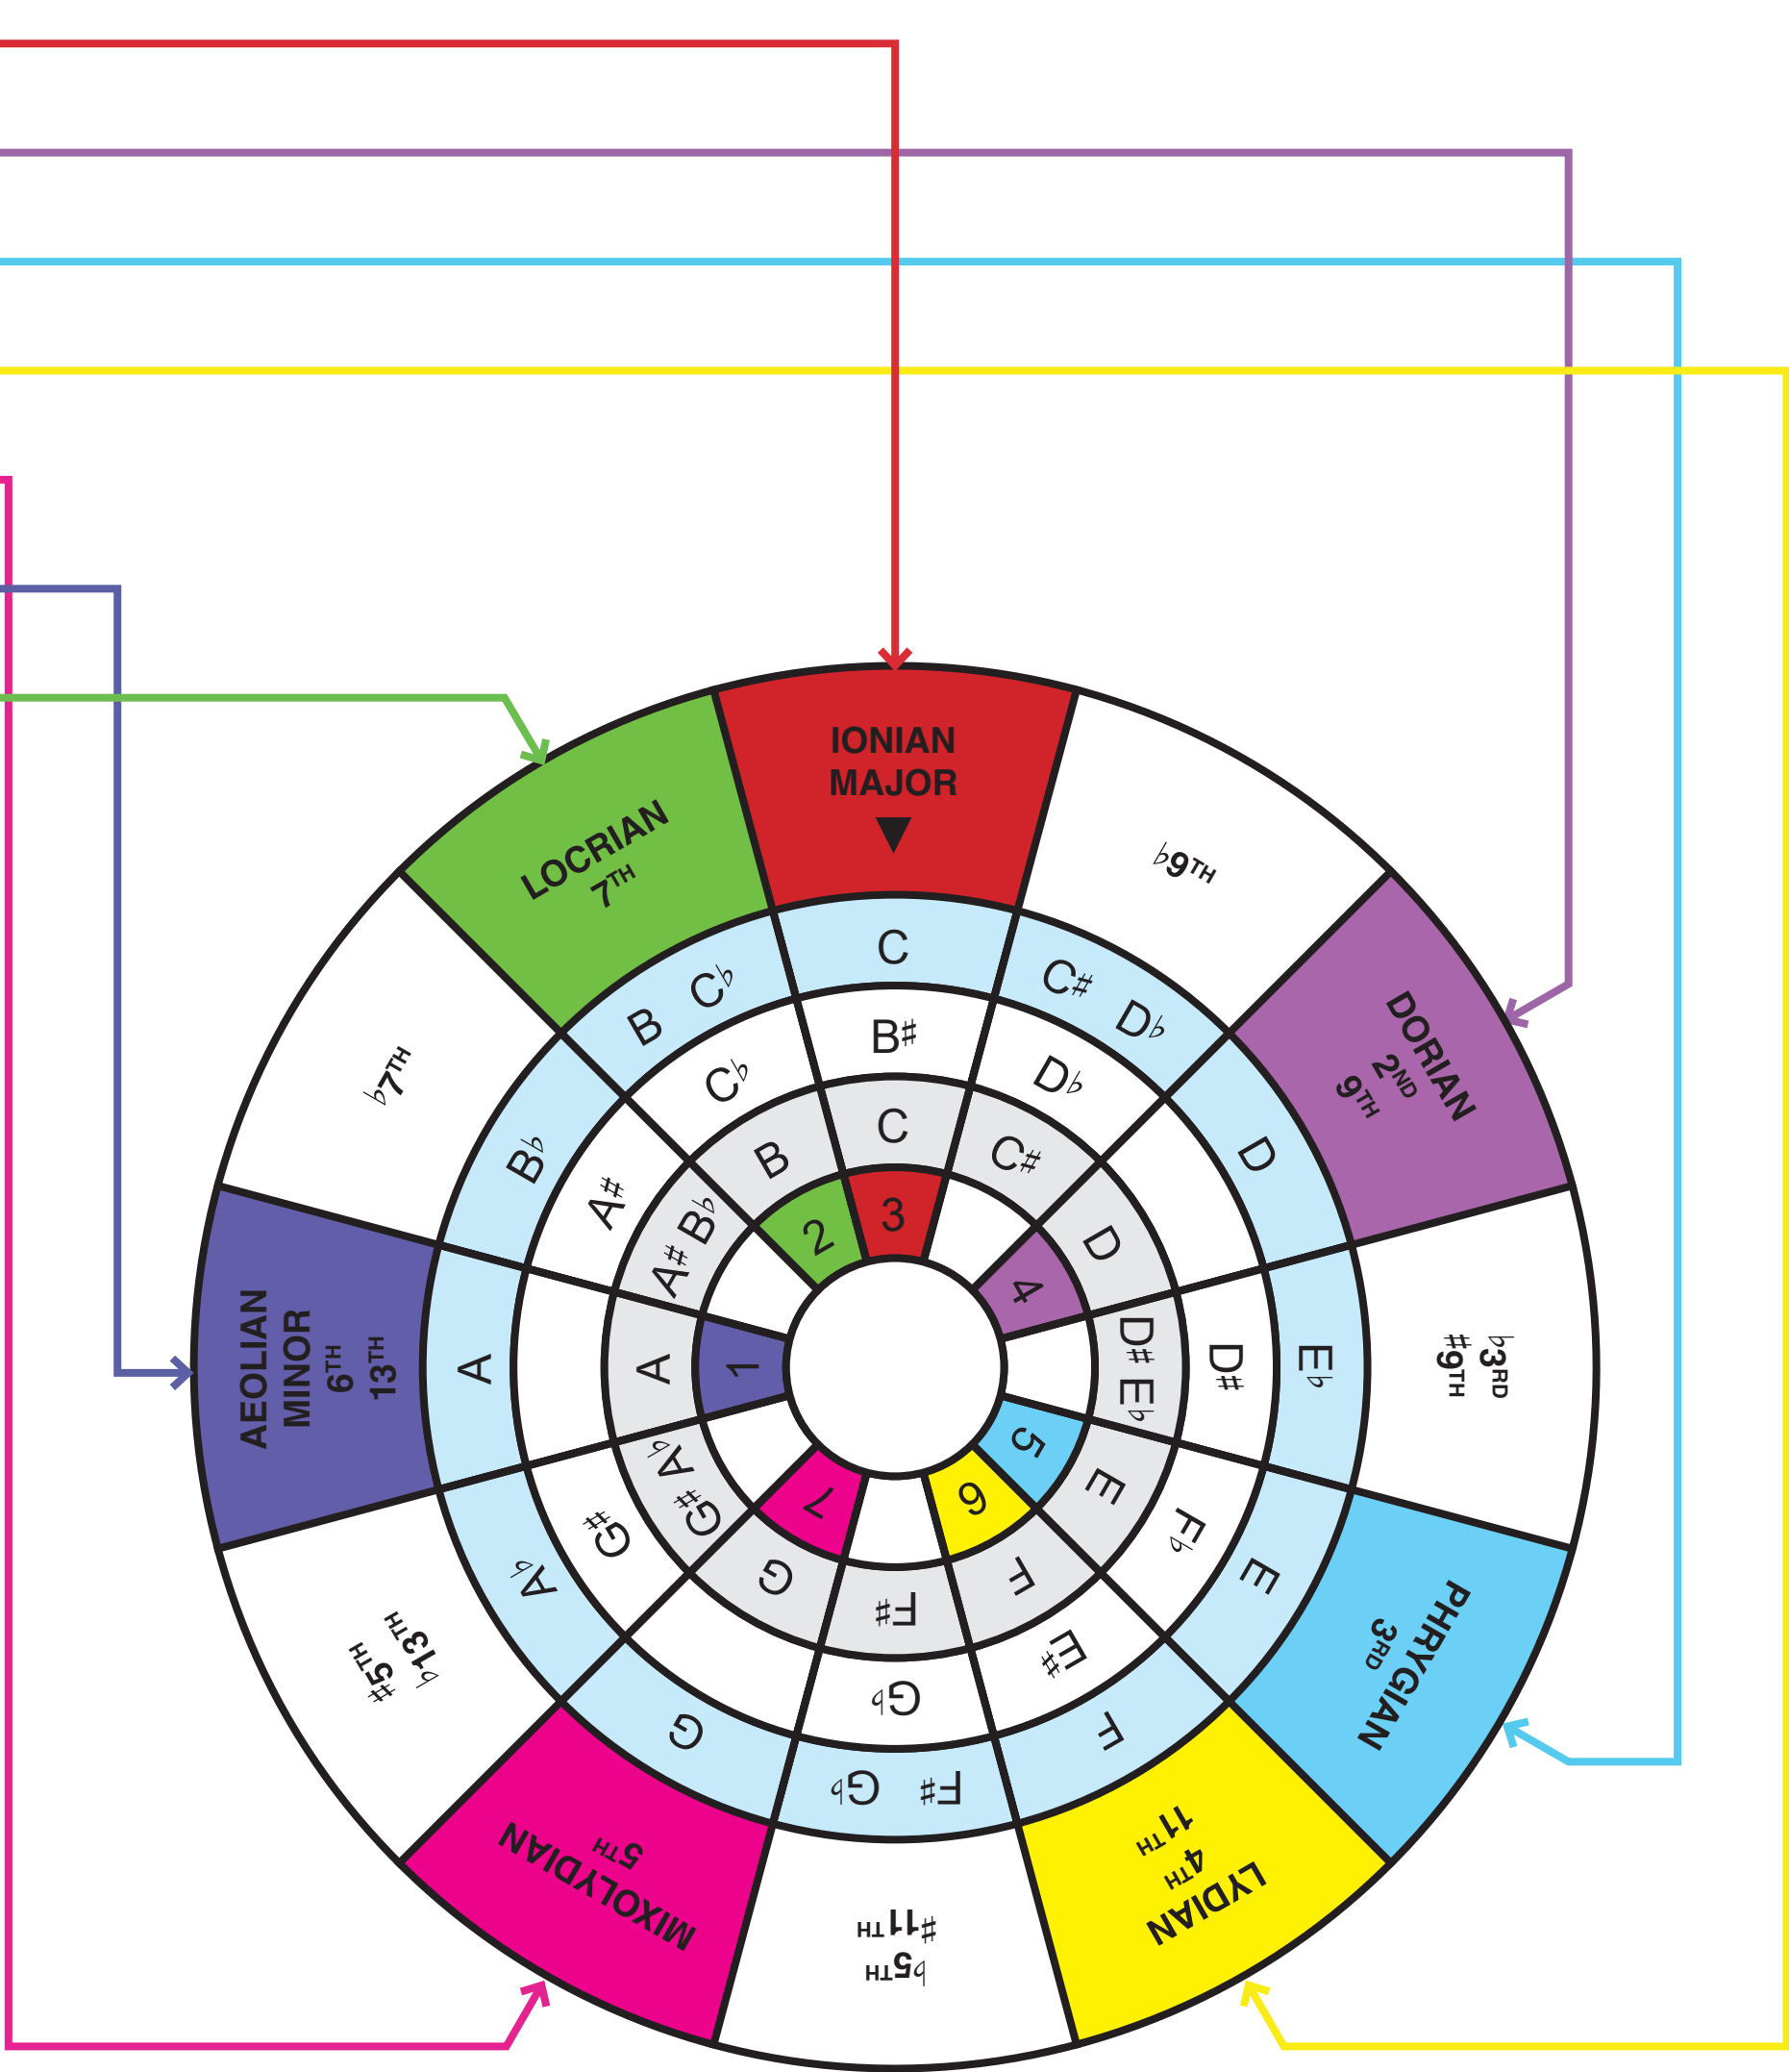 IONIAN
MAJOR
♭9TH
DORIAN
2ND
9TH
♭3RD
♯9TH
PHRYGIAN
3RD
LYDIAN
4TH
11TH
♭5TH
♯11TH
MIXOLYDIAN
5TH
♯5TH
♭13TH
AEOLIAN
MINOR
6TH
13TH
♭7TH
LOCRIAN
7TH
C
C♯ D♭
D
E♭
E
F
F♯ G♭
G
A♭
A
B♭
B C♭
B♯
D♭
D♯
F♭
E♯
G♭
G♯
A♯
C♭
C
C♯
D
D♯ E♭
E
F
F♯
G
G♯ A♭
A
A♯ B♭
B
3
4
5
6
7
1
2